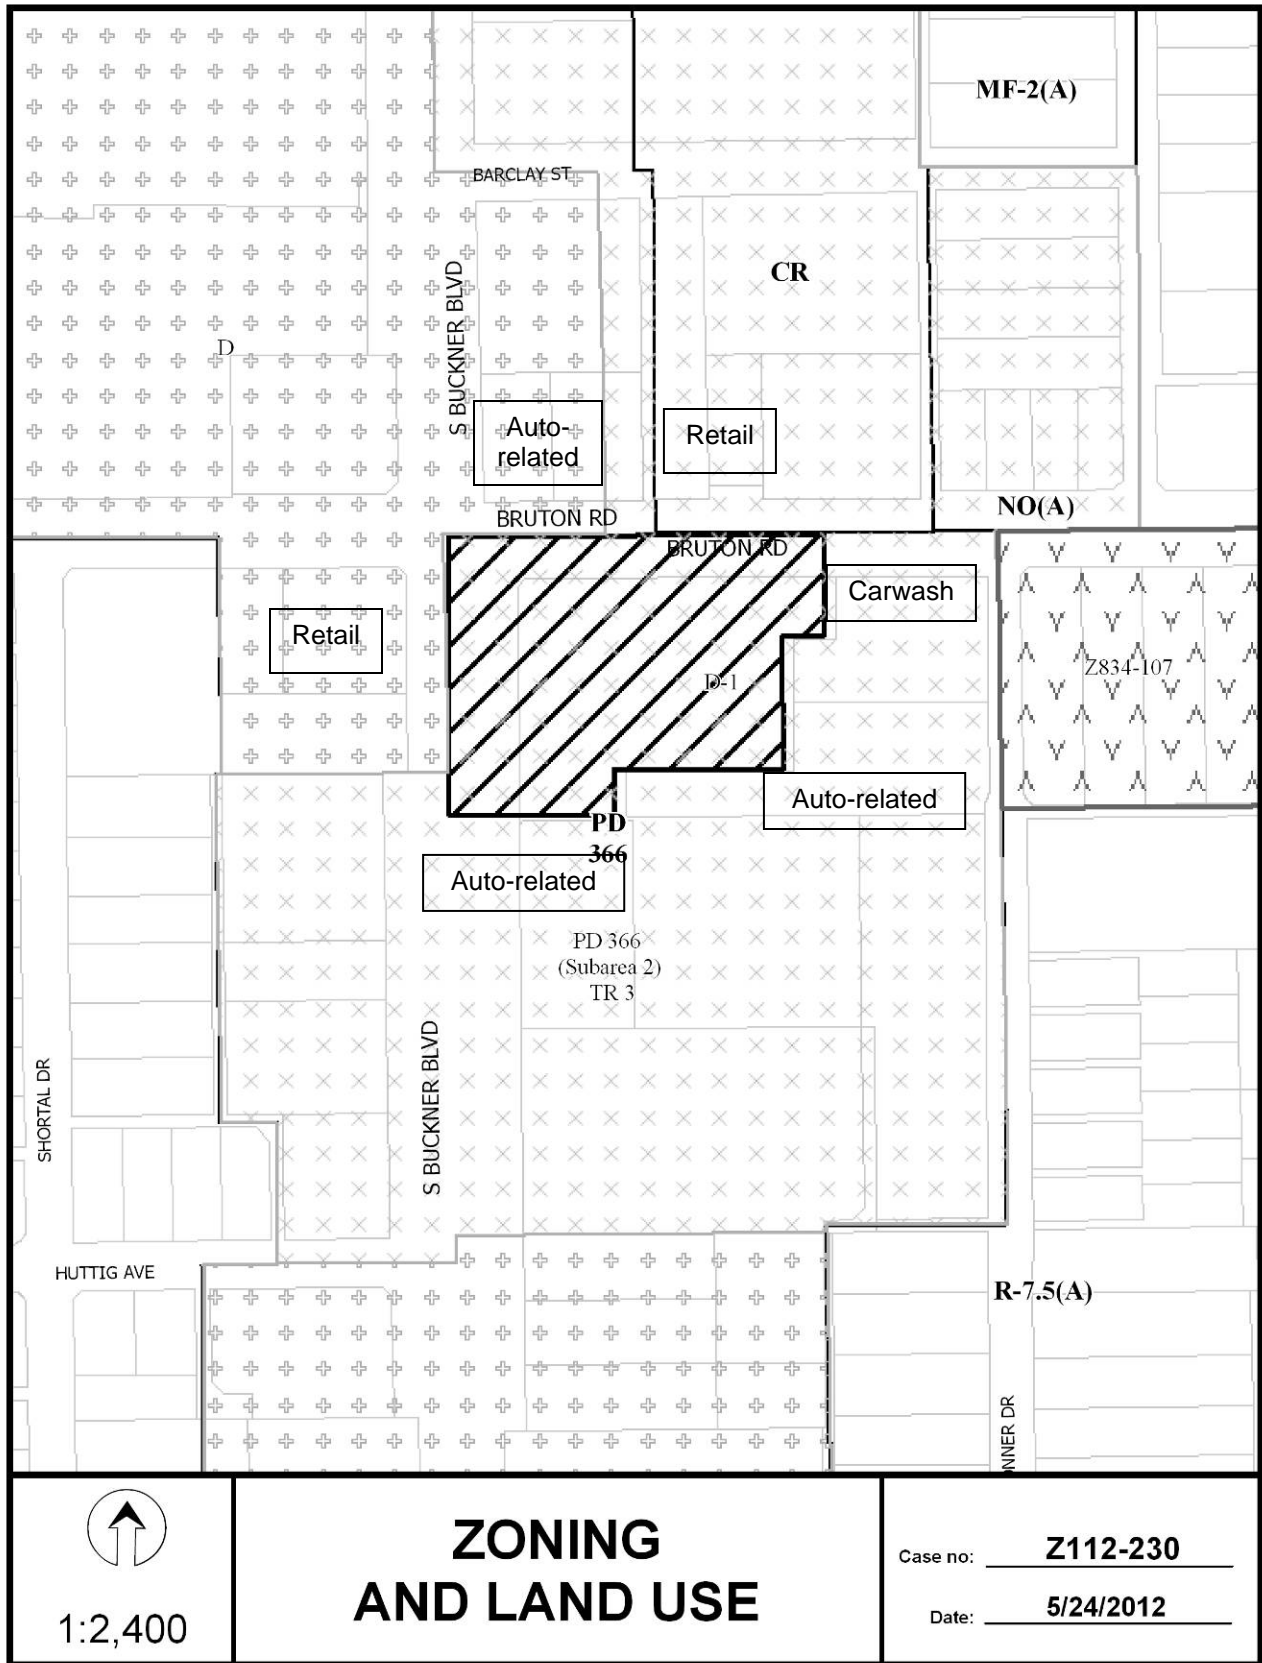 MF-2(A)
BARCLAY ST
CR
S BUCKNER BLVD
D
Auto-
related
Retail
NO(A)
BRUTON RD
BRUTON RD
Carwash
Retail
Z834-107
D-1
Auto-related
PD
366
Auto-related
PD 366
(Subarea 2)
TR 3
S BUCKNER BLVD
SHORTAL DR
HUTTIG AVE
R-7.5(A)
ONNER DR
1:2,400
ZONING
AND LAND USE
Case no: Z112-230
Date: 5/24/2012